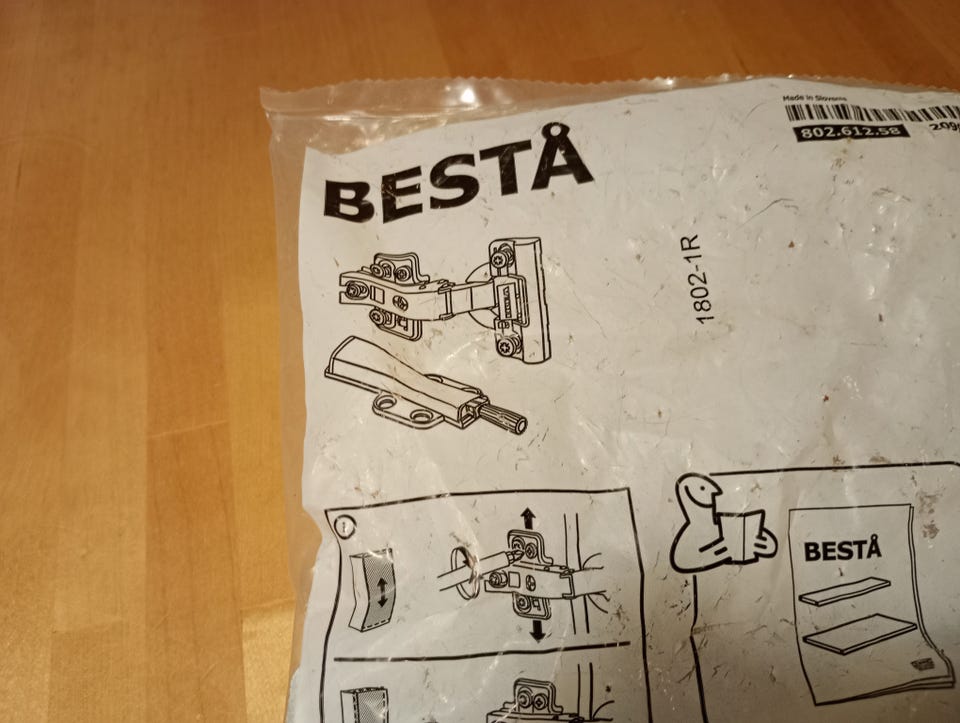 Made in Slovenia
802.612.58
BESTÅ
1802-1R
BESTÅ